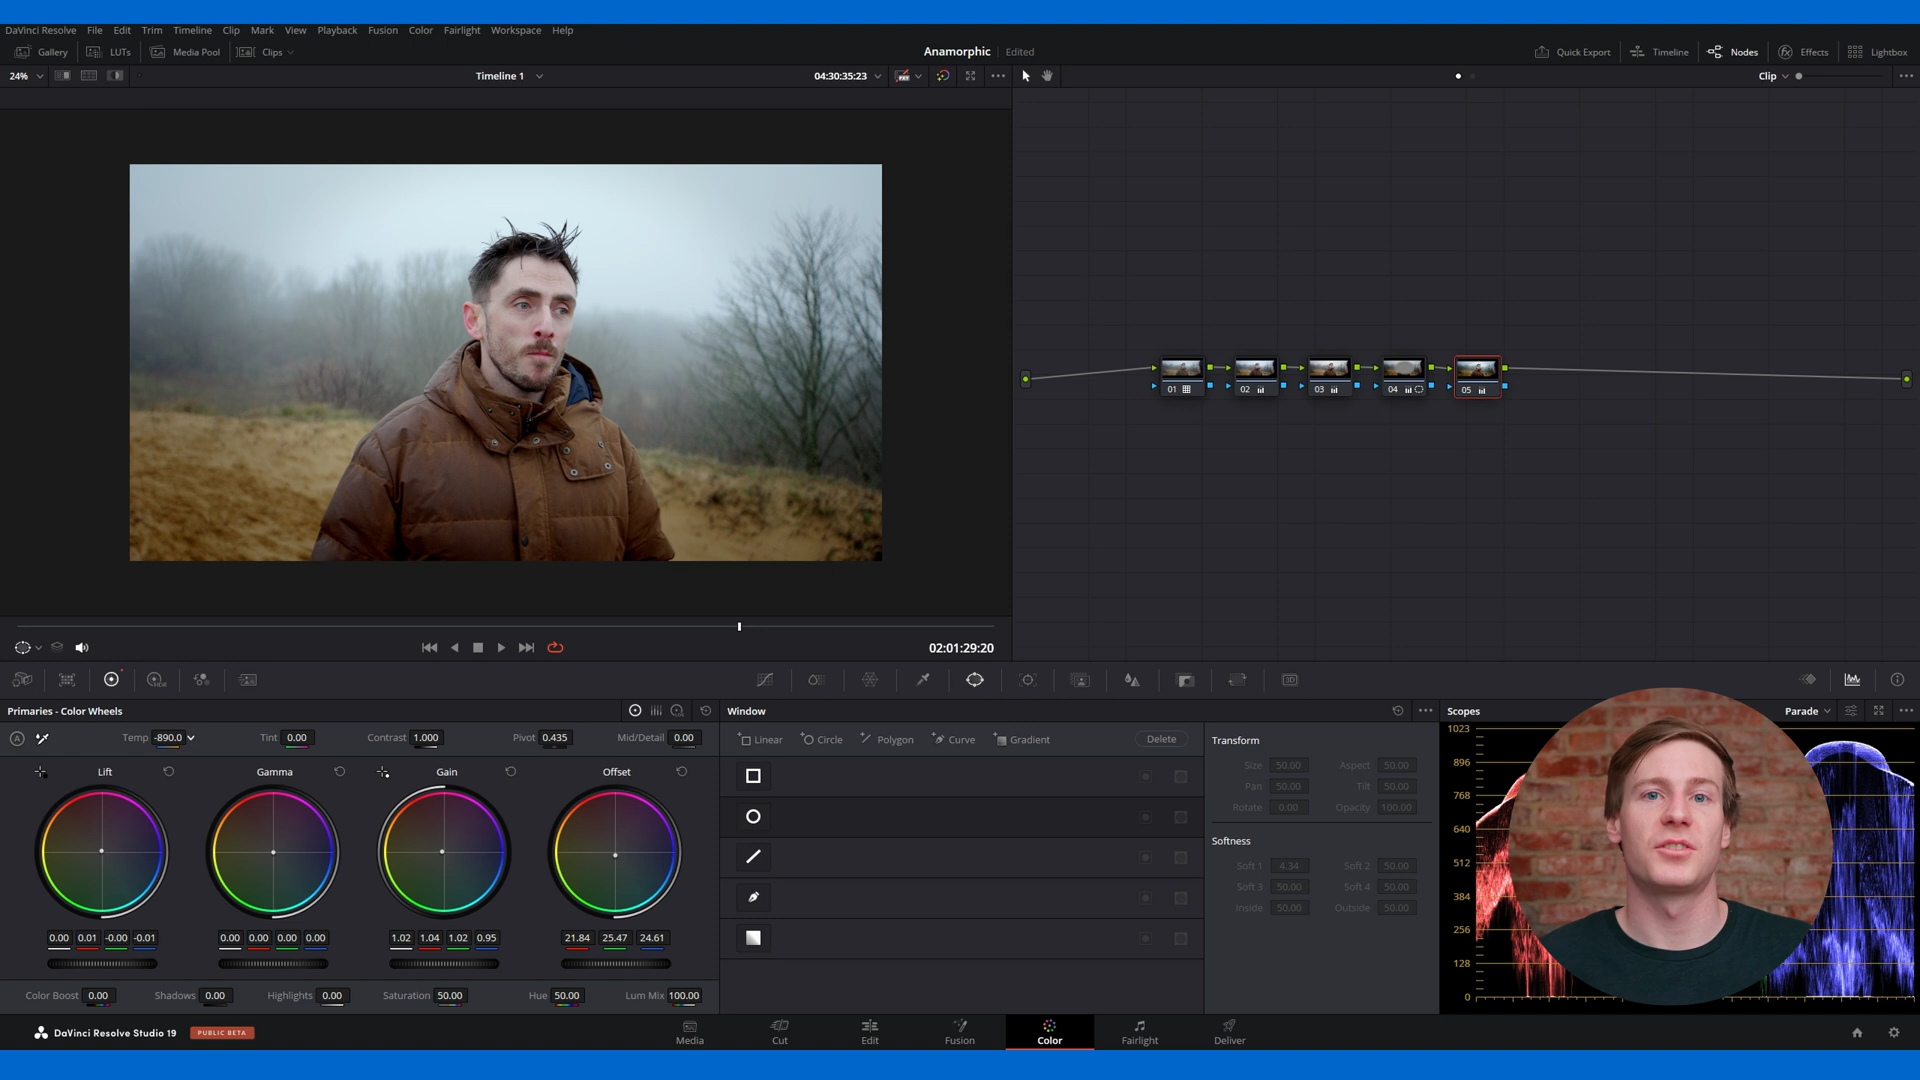 DaVinci Resolve File Edit Trim Timeline Clip Mark View Playback Fusion Color Fairlight Workspace Help
Gallery LUTs Media Pool Clips Anamorphic Edited Quick Export Timeline Nodes Effects Lightbox
24% Timeline 1 04:30:35:23 Clip
01 02 03 04 05
02:01:29:20
HDR 3D
Primaries - Color Wheels Window Scopes Parade
A Temp -890.0 Tint 0.00 Contrast 1.000 Pivot 0.435 Mid/Detail 0.00
Linear Circle Polygon Curve Gradient Delete
Lift Gamma Gain Offset
0.00 0.01 -0.00 -0.01 0.00 0.00 0.00 0.00 1.02 1.04 1.02 0.95 21.84 25.47 24.61
Color Boost 0.00 Shadows 0.00 Highlights 0.00 Saturation 50.00 Hue 50.00 Lum Mix 100.00
Transform
Size 50.00 Aspect 50.00
Pan 50.00 Tilt 50.00
Rotate 0.00 Opacity 100.00
Softness
Soft 1 4.34 Soft 2 50.00
Soft 3 50.00 Soft 4 50.00
Inside 50.00 Outside 50.00
1023
896
768
640
512
384
256
128
0
DaVinci Resolve Studio 19 PUBLIC BETA
Media Cut Edit Fusion Color Fairlight Deliver